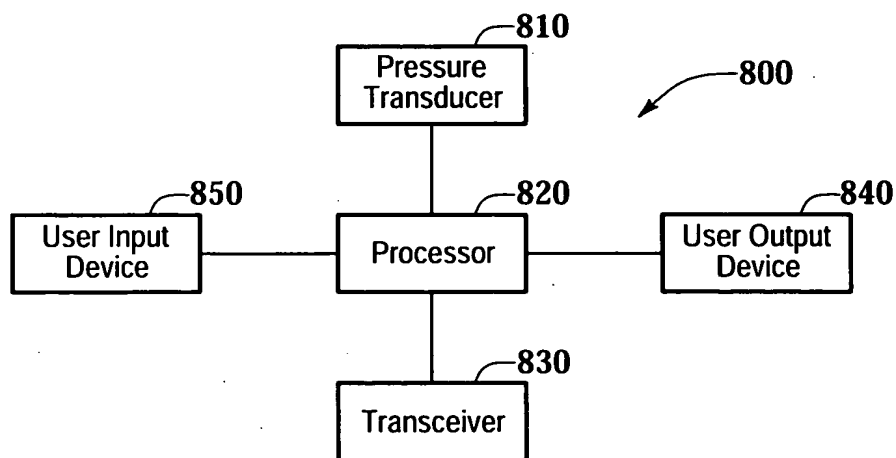 810
Pressure
Transducer
800
850
820
840
User Input
Device
Processor
User Output
Device
830
Transceiver